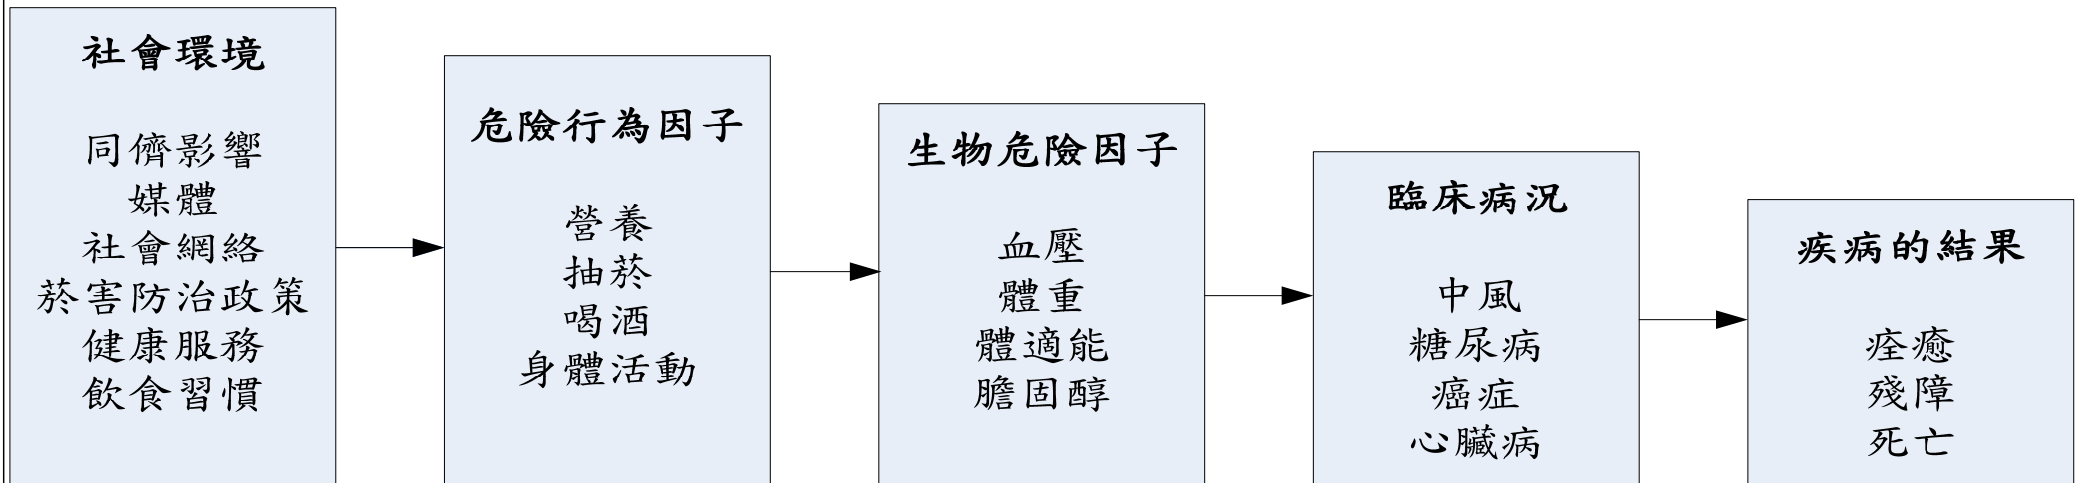 社會環境
同儕影響
媒體
社會網絡
菸害防治政策
健康服務
飲食習慣
危險行為因子
營養
抽菸
喝酒
身體活動
生物危險因子
血壓
體重
體適能
膽固醇
臨床病況
中風
糖尿病
癌症
心臟病
疾病的結果
痊癒
殘障
死亡